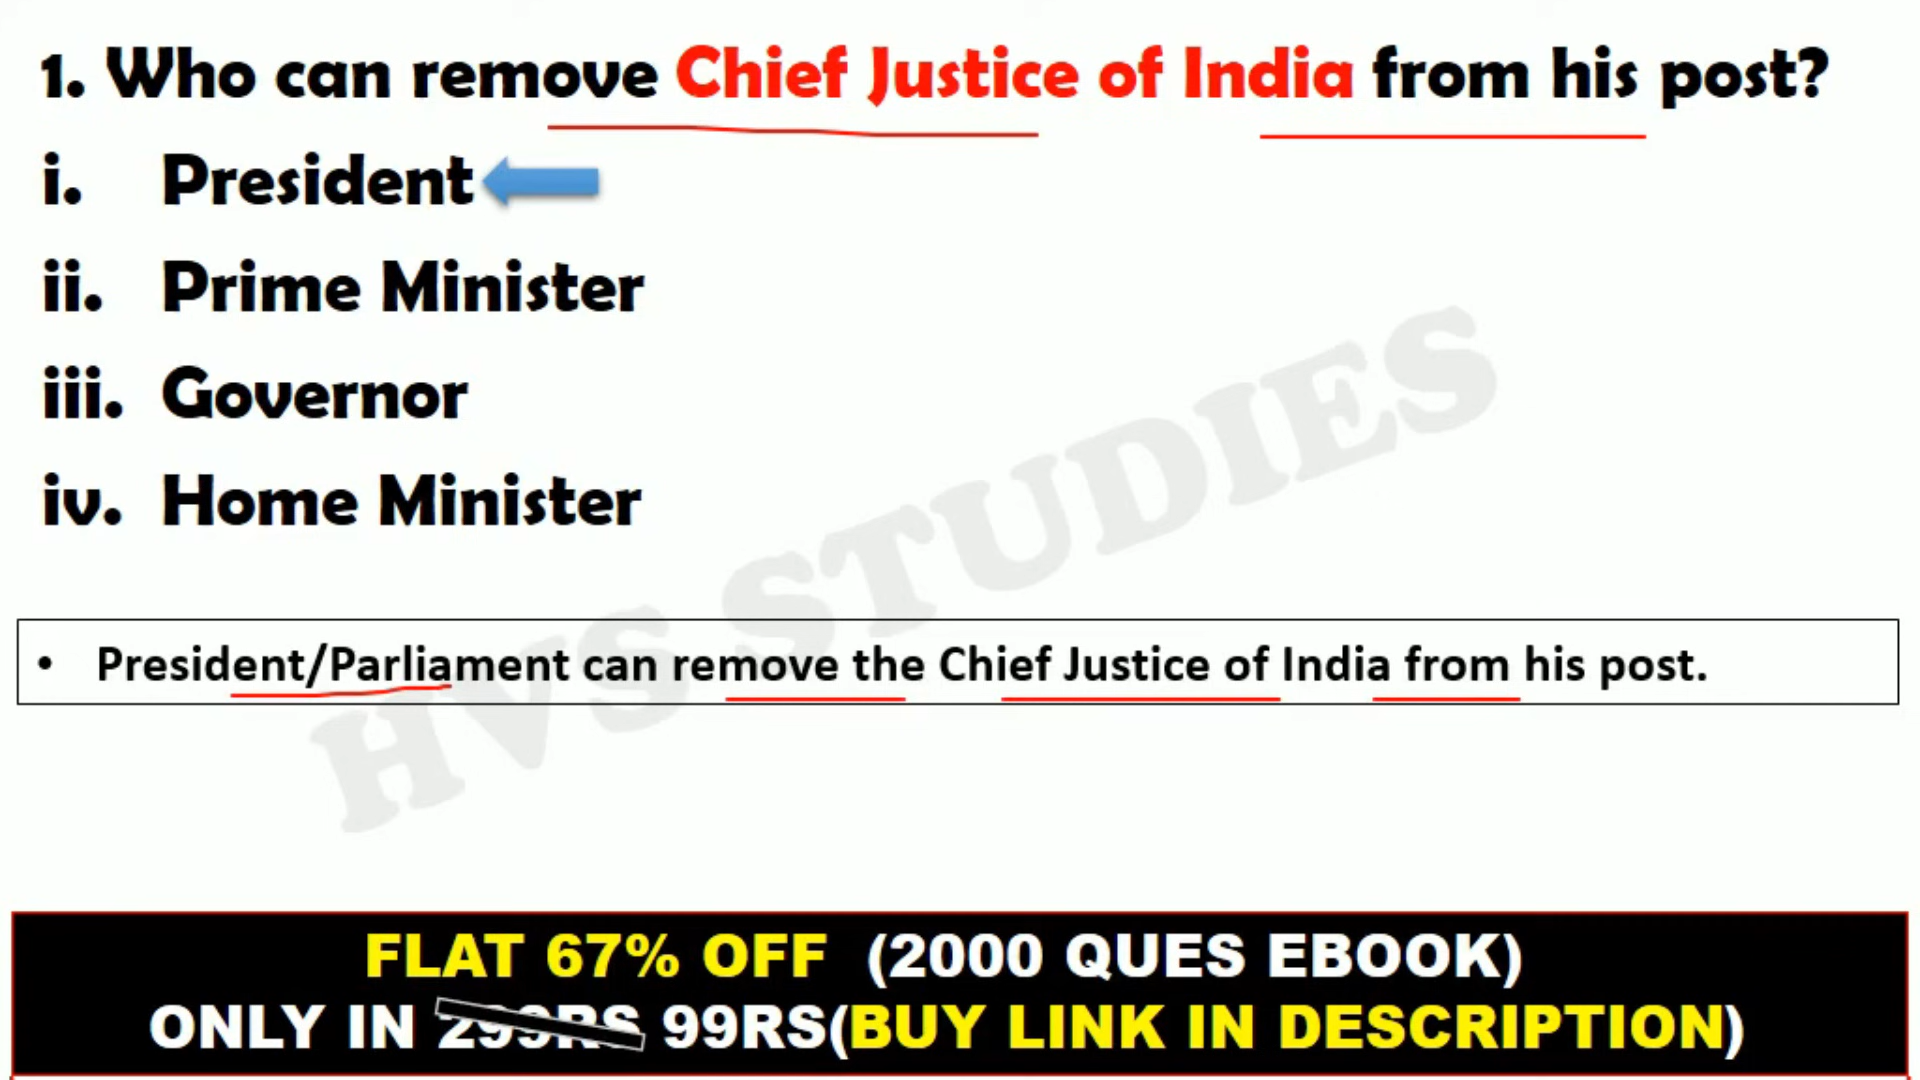 1. Who can remove Chief Justice of India from his post?
i. President
ii. Prime Minister
iii. Governor
iv. Home Minister
HVS STUDIES
• President/Parliament can remove the Chief Justice of India from his post.
FLAT 67% OFF (2000 QUES EBOOK)
ONLY IN 299RS 99RS(BUY LINK IN DESCRIPTION)